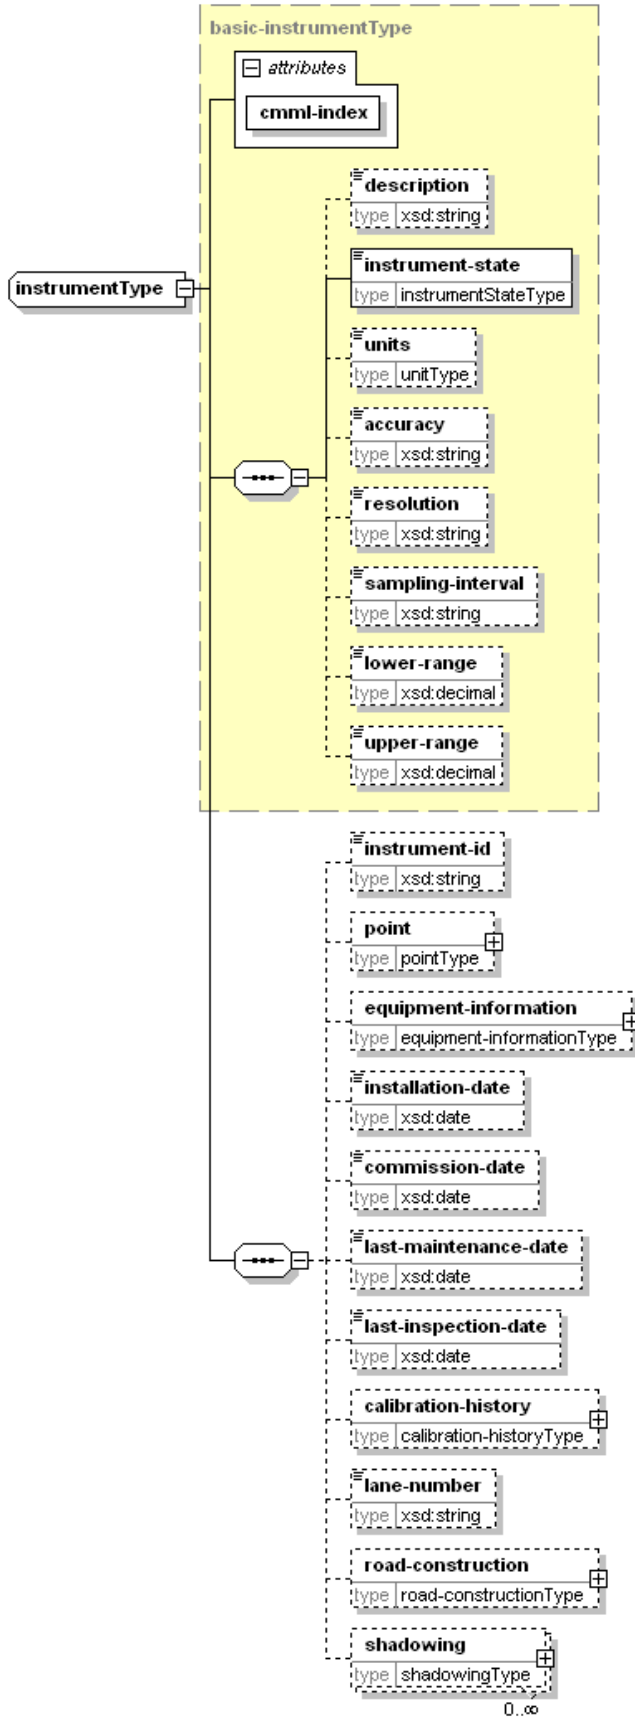 basic-instrumentType
attributes
cmml-index
description
type xsd:string
instrumentType
instrument-state
type instrumentStateType
units
type unitType
accuracy
type xsd:string
resolution
type xsd:string
sampling-interval
type xsd:string
lower-range
type xsd:decimal
upper-range
type xsd:decimal
instrument-id
type xsd:string
point
type pointType
equipment-information
type equipment-informationType
installation-date
type xsd:date
commission-date
type xsd:date
last-maintenance-date
type xsd:date
last-inspection-date
type xsd:date
calibration-history
type calibration-historyType
lane-number
type xsd:string
road-construction
type road-constructionType
shadowing
type shadowingType
0..∞